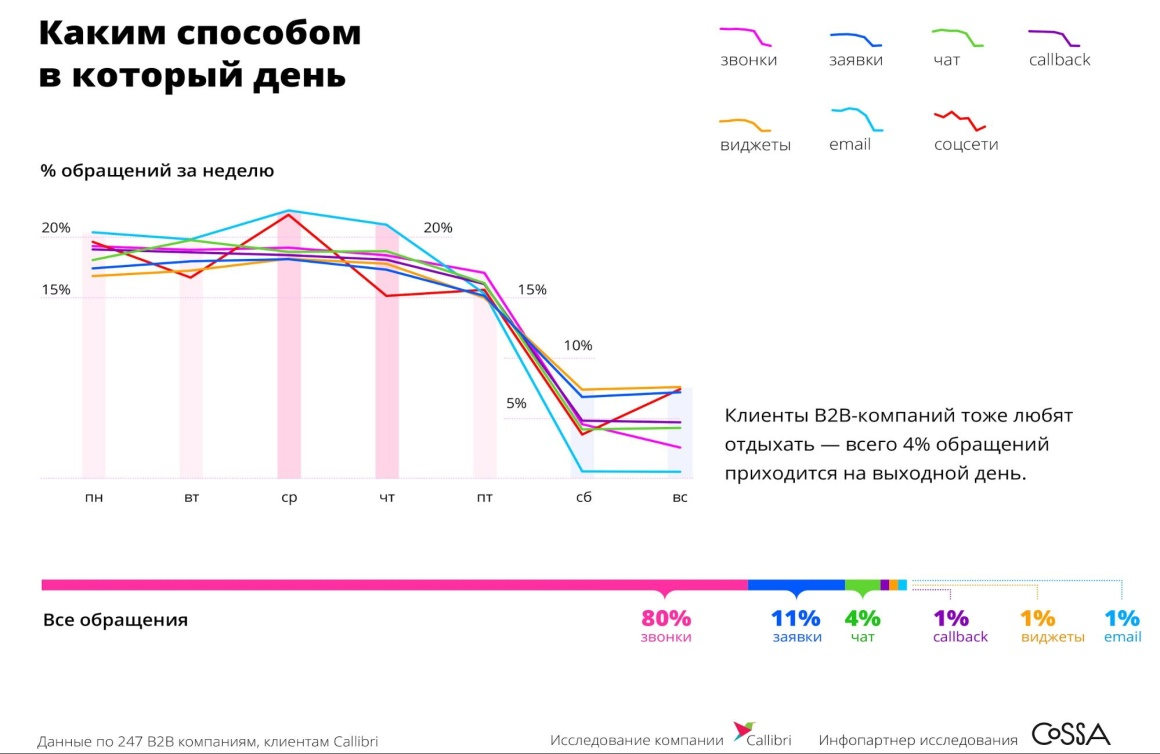 Каким способом
в который день
звонки
заявки
чат
callback
виджеты
email
соцсети
% обращений за неделю
20%
20%
15%
15%
10%
5%
пн
вт
ср
чт
пт
сб
вс
Клиенты B2B-компаний тоже любят
отдыхать — всего 4% обращений
приходится на выходной день.
Все обращения
80%
звонки
11%
заявки
4%
чат
1%
callback
1%
виджеты
1%
email
Данные по 247 B2B компаниям, клиентам Callibri
Исследование компании
Callibri
Инфопартнер исследования
CoSSA